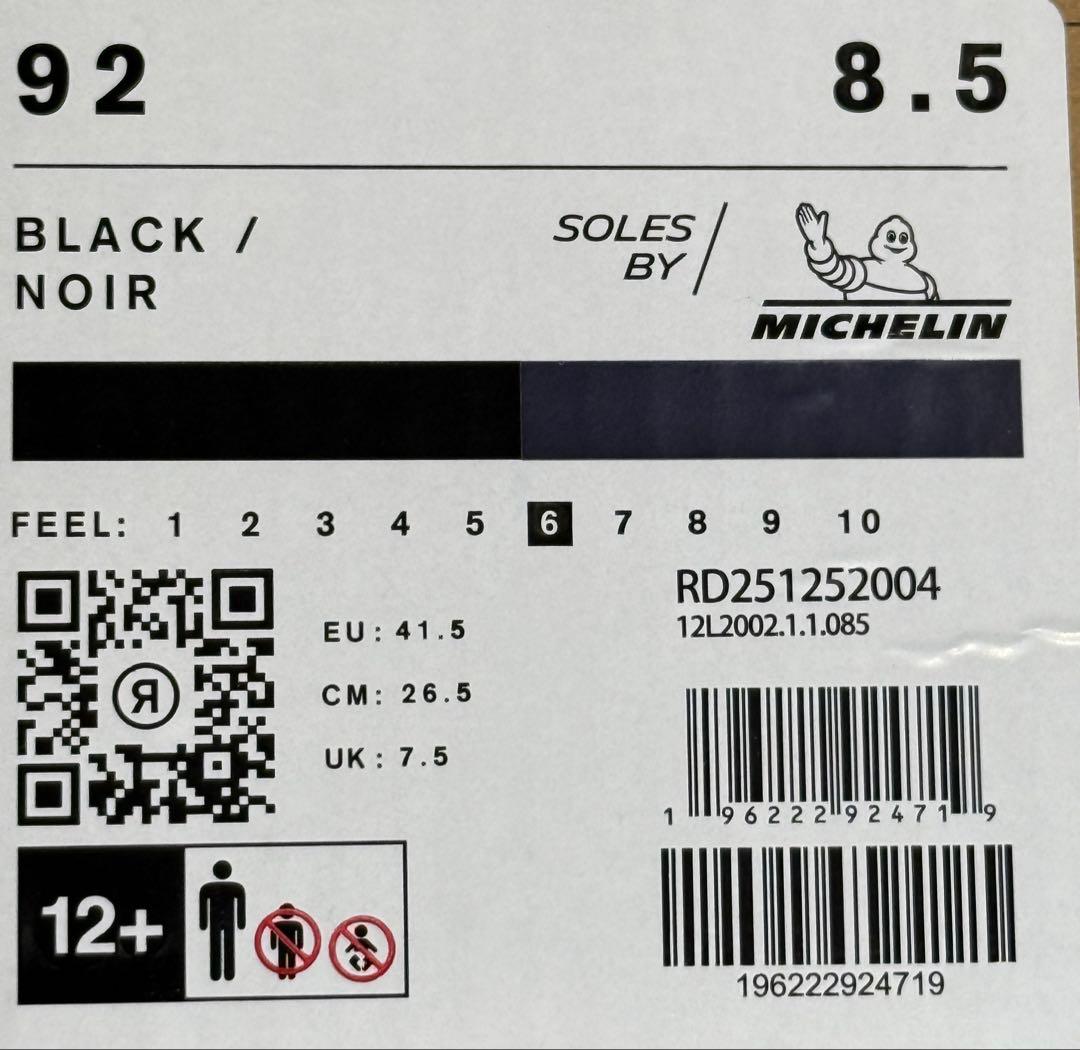 92 8.5
BLACK /
NOIR
SOLES
BY
MICHELIN
FEEL: 1 2 3 4 5 6 7 8 9 10
EU: 41.5
CM: 26.5
UK: 7.5
RD251252004
12L2002.1.1.085
1 96222 92471 9
196222924719
12+